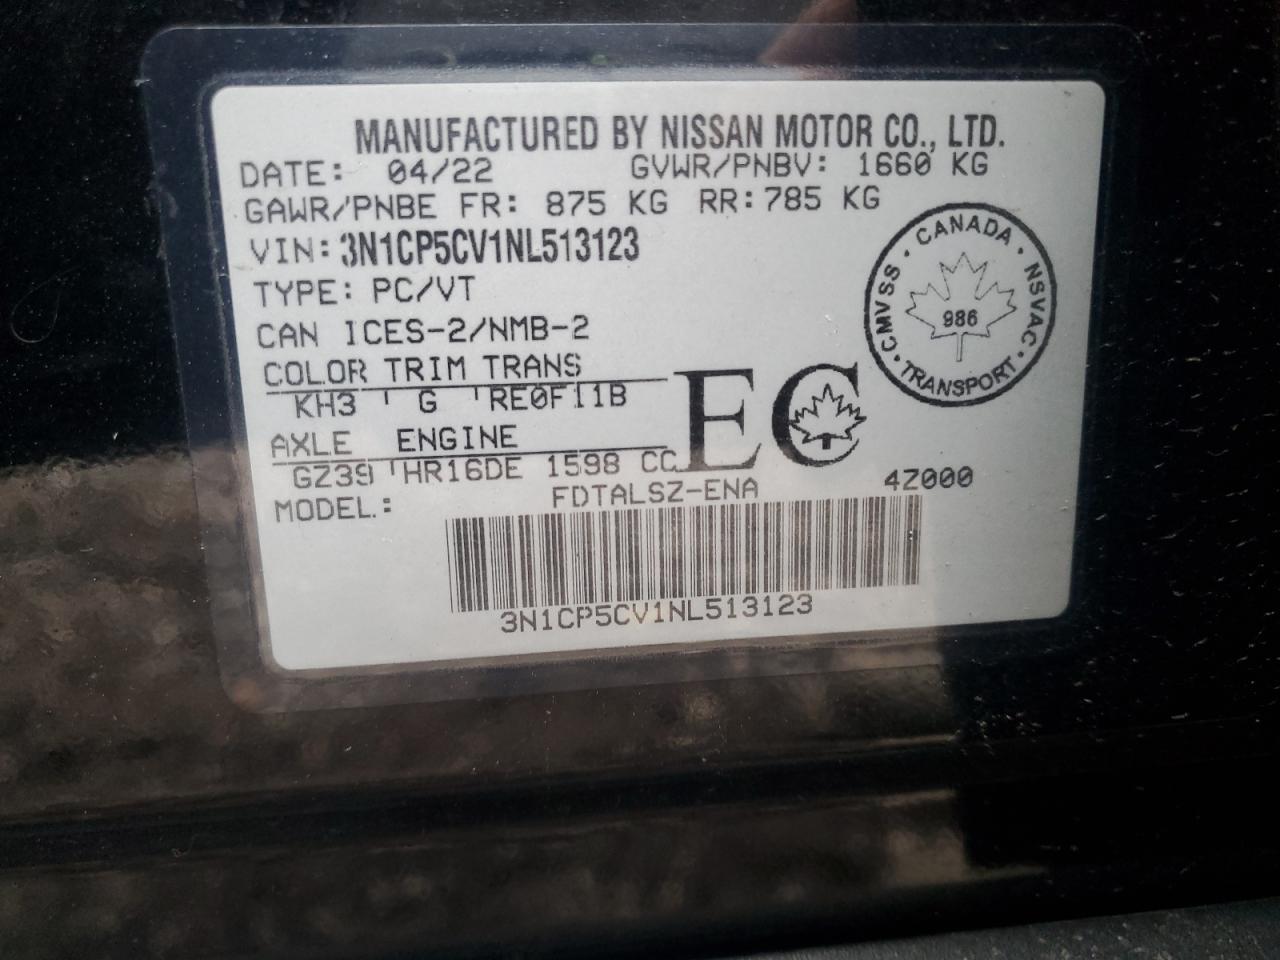 MANUFACTURED BY NISSAN MOTOR CO., LTD.
DATE: 04/22 GVWR/PNBV: 1660 KG
GAWR/PNBE FR: 875 KG RR: 785 KG
VIN: 3N1CP5CV1NL513123
TYPE: PC/VT
CAN ICES-2/NMB-2
COLOR TRIM TRANS
KH3 G RE0F11B
AXLE ENGINE
GZ39 HR16DE 1598 CC
MODEL: FDTALSZ-ENA 4Z000
3N1CP5CV1NL513123
EC
CANADA · NSVAC · TRANSPORT · CMVSS ·
986